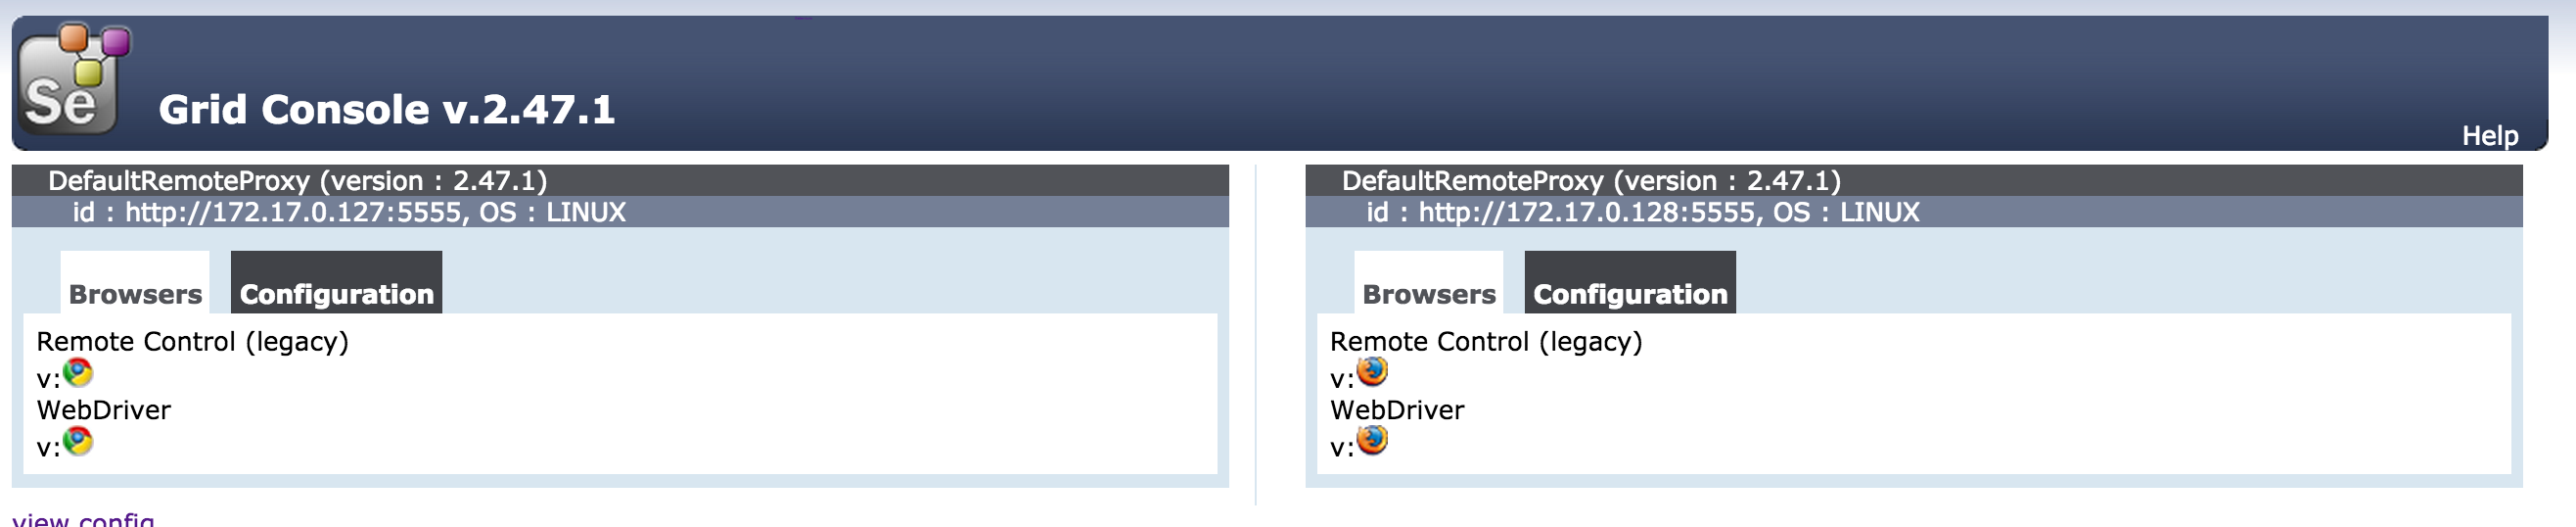 Se
Grid Console v.2.47.1
Help
DefaultRemoteProxy (version : 2.47.1)
id : http://172.17.0.127:5555, OS : LINUX
Browsers Configuration
Remote Control (legacy)
v:
WebDriver
v:
DefaultRemoteProxy (version : 2.47.1)
id : http://172.17.0.128:5555, OS : LINUX
Browsers Configuration
Remote Control (legacy)
v:
WebDriver
v:
view config